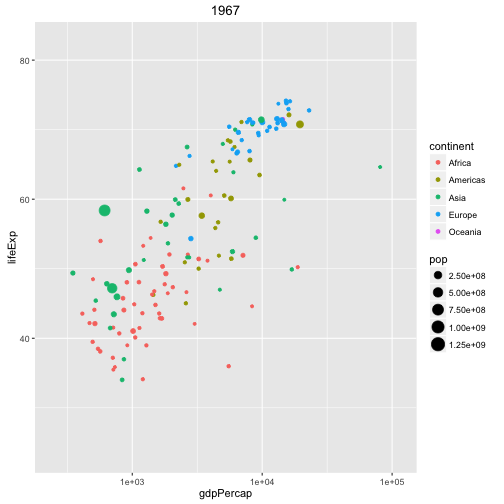 1967
80
60
40
lifeExp
1e+03
1e+04
1e+05
gdpPercap
continent
Africa
Americas
Asia
Europe
Oceania
pop
2.50e+08
5.00e+08
7.50e+08
1.00e+09
1.25e+09